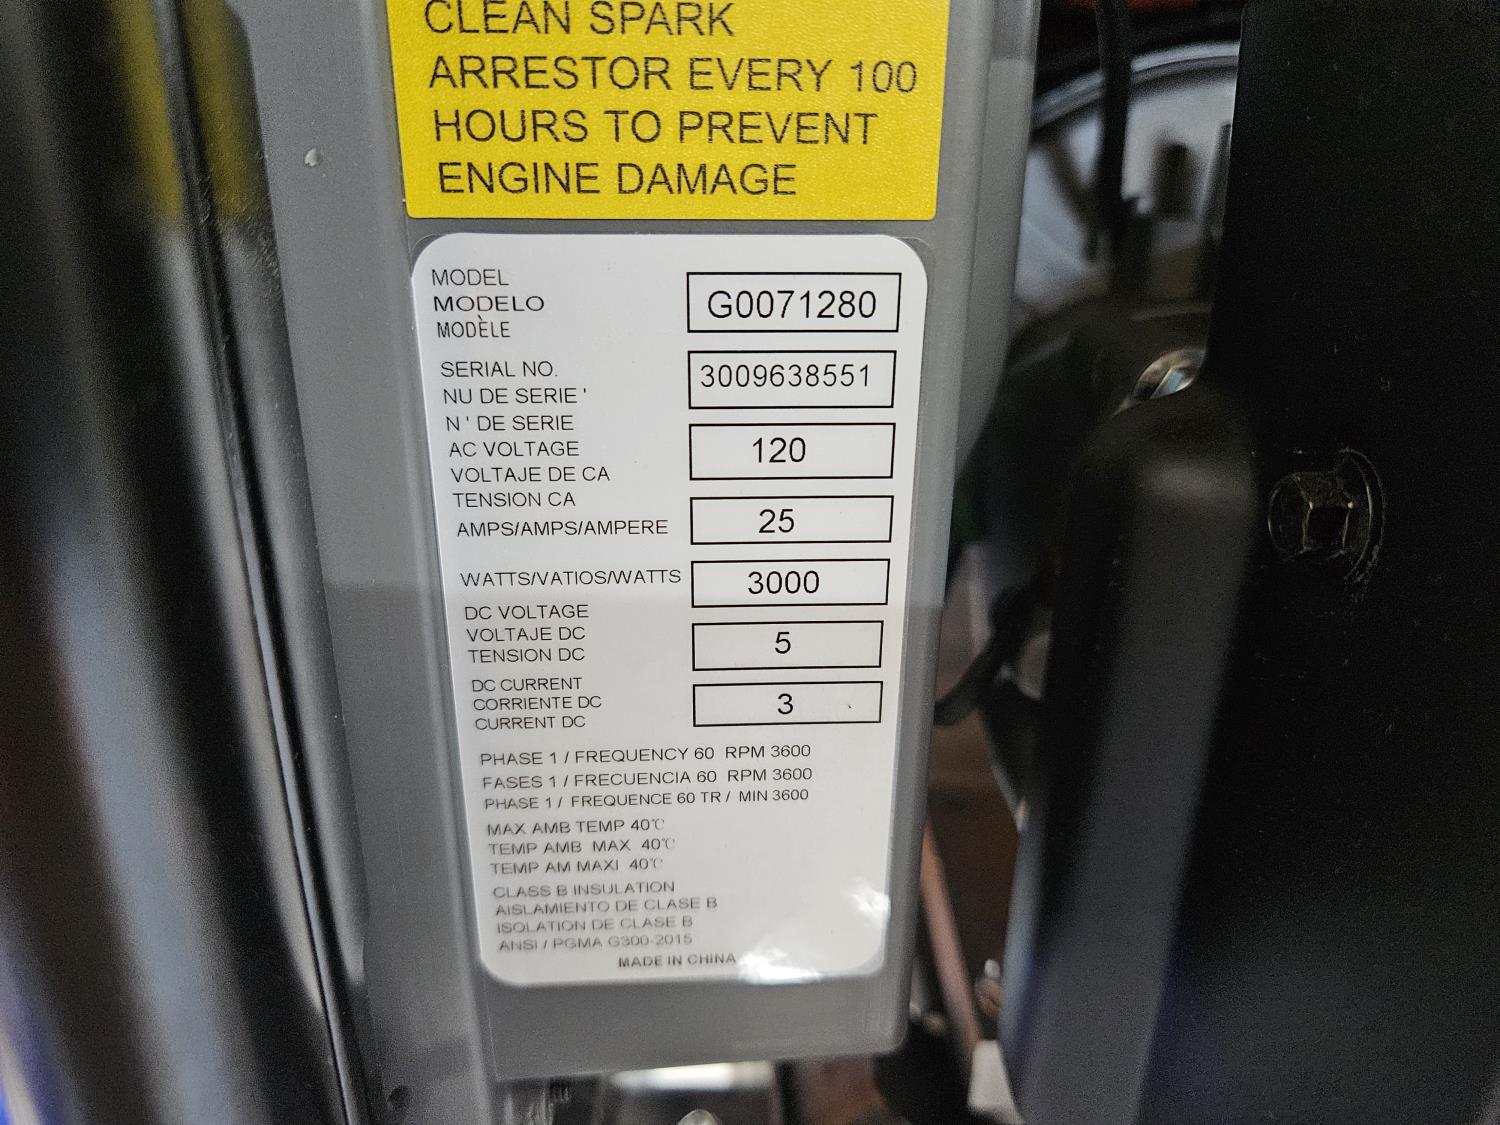 CLEAN SPARK
ARRESTOR EVERY 100
HOURS TO PREVENT
ENGINE DAMAGE
MODEL
MODELO
MODÈLE
G0071280
SERIAL NO.
NU DE SERIE '
N ' DE SERIE
3009638551
AC VOLTAGE
VOLTAJE DE CA
TENSION CA
120
AMPS/AMPS/AMPERE
25
WATTS/VATIOS/WATTS
3000
DC VOLTAGE
VOLTAJE DC
TENSION DC
5
DC CURRENT
CORRIENTE DC
CURRENT DC
3
PHASE 1 / FREQUENCY 60 RPM 3600
FASES 1 / FRECUENCIA 60 RPM 3600
PHASE 1 / FREQUENCE 60 TR / MIN 3600
MAX AMB TEMP 40℃
TEMP AMB MAX 40℃
TEMP AM MAXI 40℃
CLASS B INSULATION
AISLAMIENTO DE CLASE B
ISOLATION DE CLASE B
ANSI / PGMA G300-2015
MADE IN CHINA